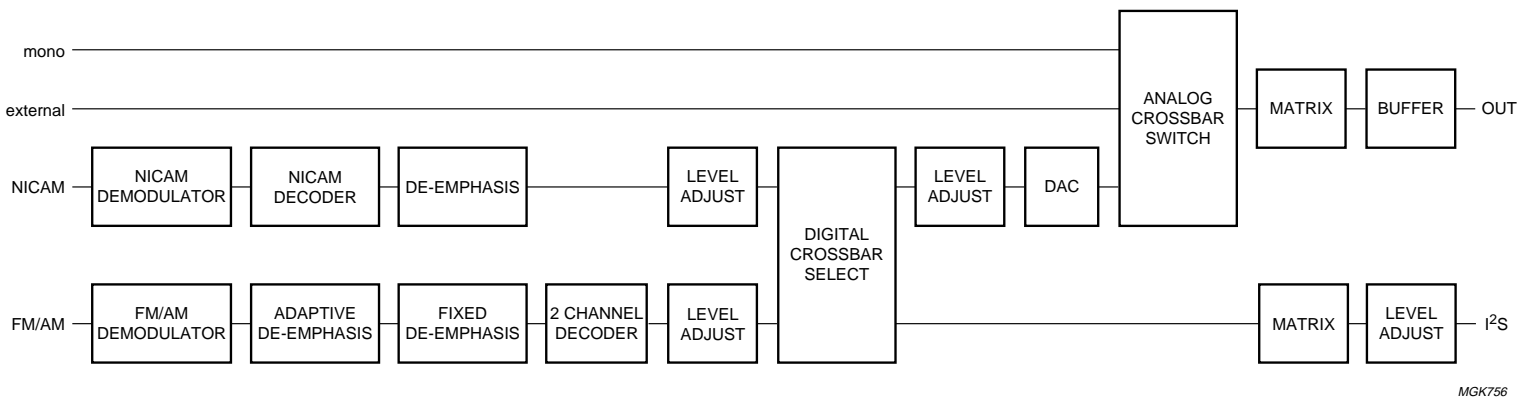 mono
external
ANALOG
CROSSBAR
SWITCH
MATRIX
BUFFER
OUT
NICAM
NICAM
DEMODULATOR
NICAM
DECODER
DE-EMPHASIS
LEVEL
ADJUST
DIGITAL
CROSSBAR
SELECT
LEVEL
ADJUST
DAC
FM/AM
FM/AM
DEMODULATOR
ADAPTIVE
DE-EMPHASIS
FIXED
DE-EMPHASIS
2 CHANNEL
DECODER
LEVEL
ADJUST
MATRIX
LEVEL
ADJUST
I²S
MGK756